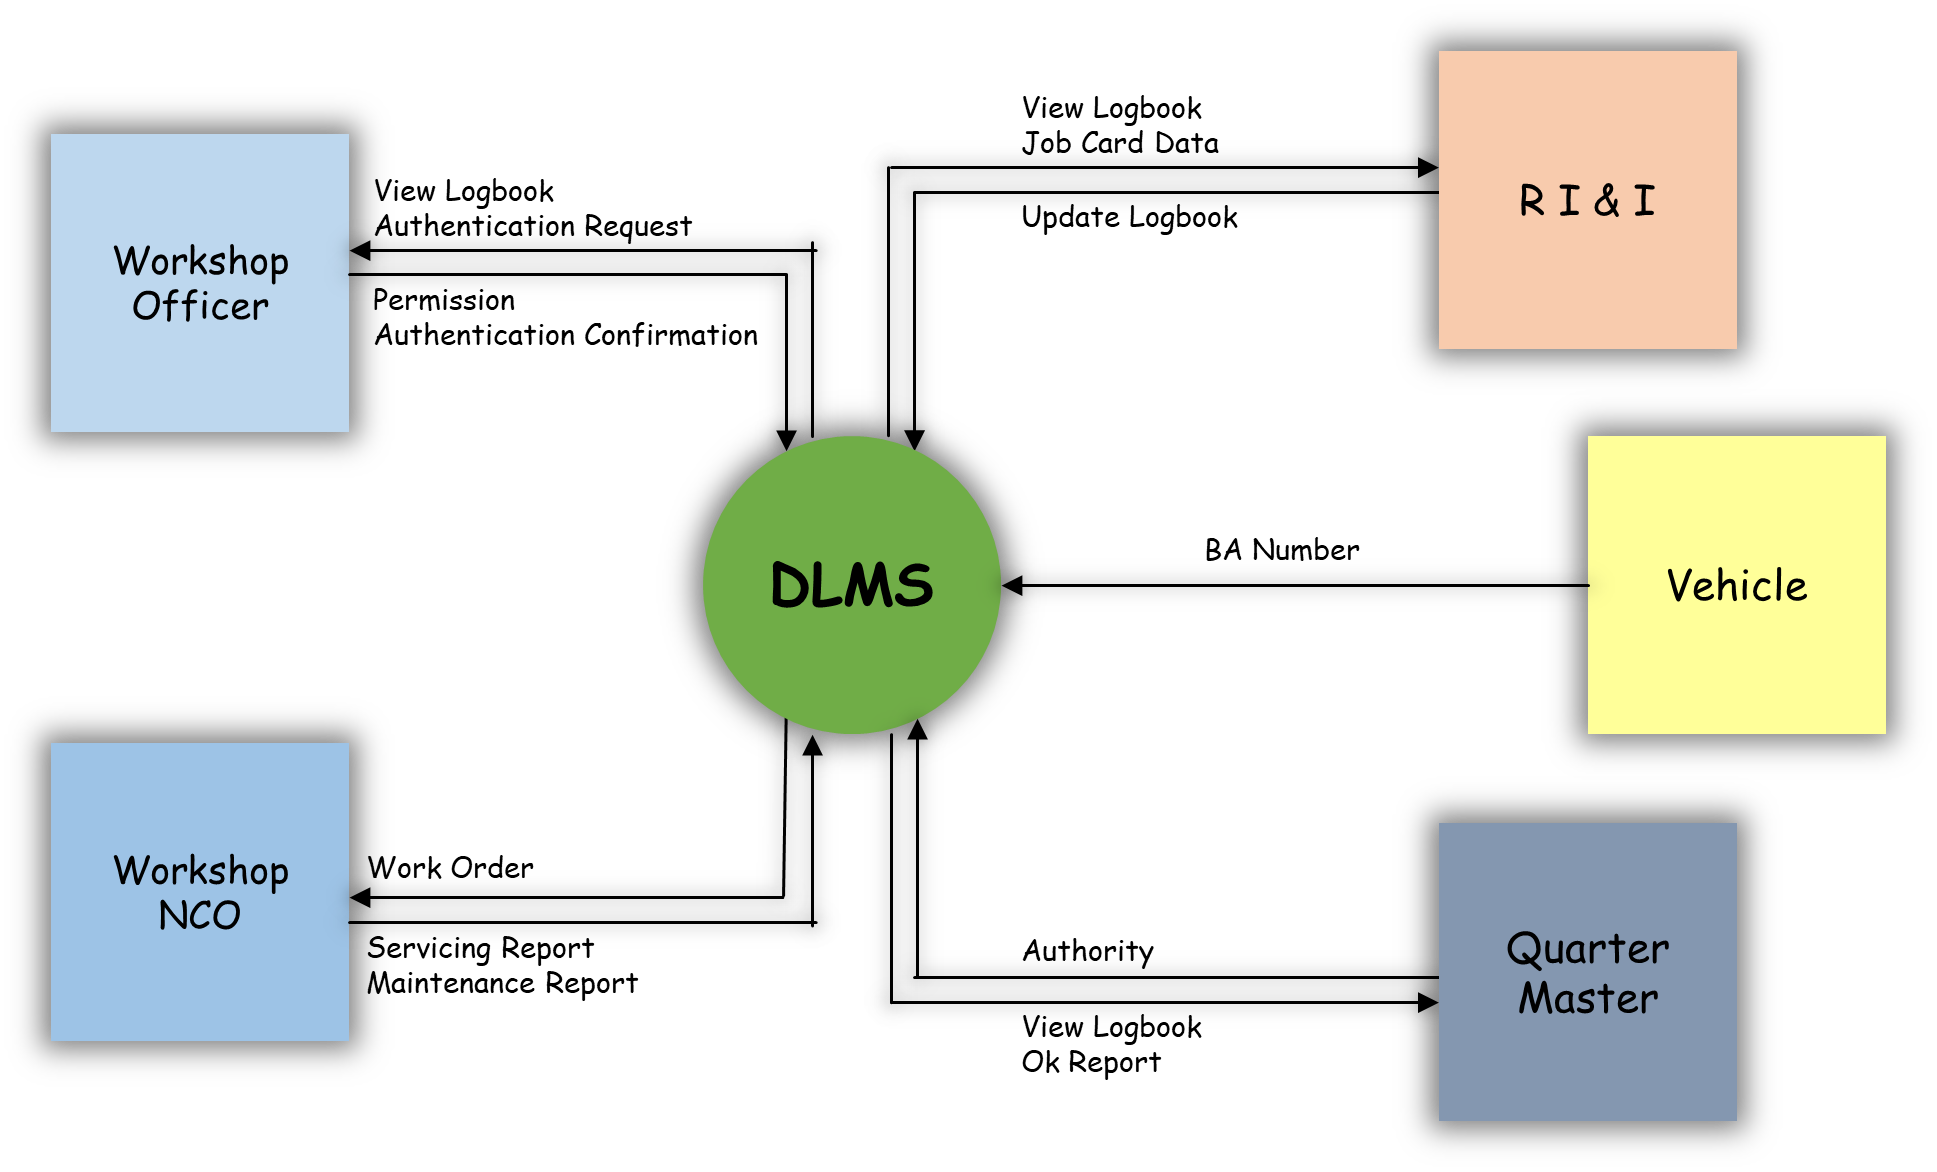 View Logbook
Job Card Data
R I & I
Update Logbook
View Logbook
Authentication Request
Workshop
Officer
Permission
Authentication Confirmation
DLMS
BA Number
Vehicle
Work Order
Workshop
NCO
Servicing Report
Maintenance Report
Authority
Quarter
Master
View Logbook
Ok Report